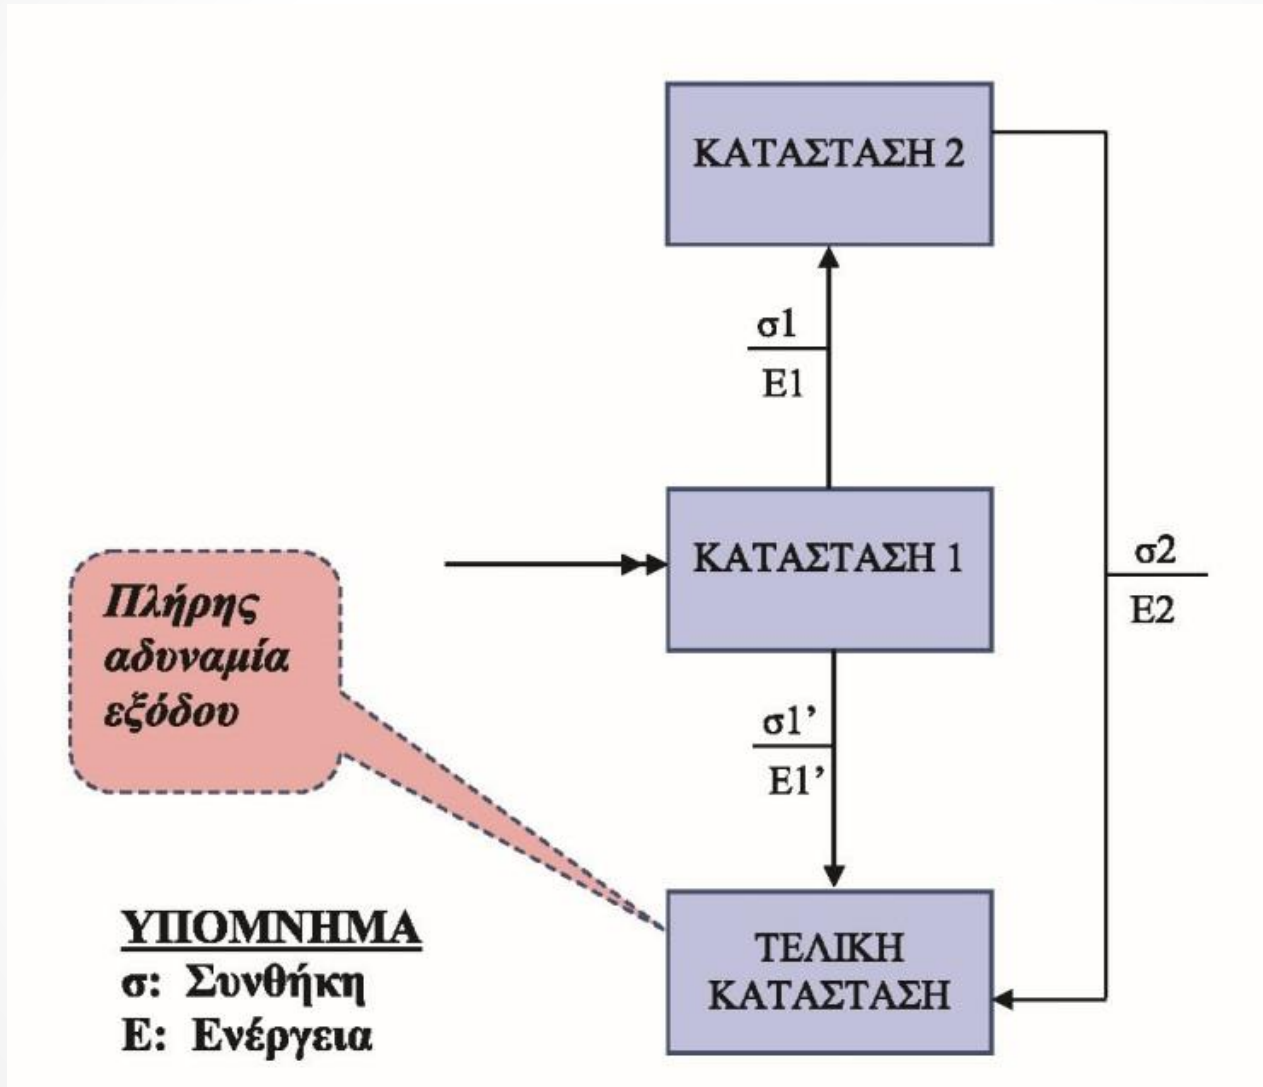 ΚΑΤΑΣΤΑΣΗ 2
σ1
Ε1
ΚΑΤΑΣΤΑΣΗ 1
σ2
Ε2
Πλήρης
αδυναμία
εξόδου
σ1’
Ε1’
ΤΕΛΙΚΗ
ΚΑΤΑΣΤΑΣΗ
ΥΠΟΜΝΗΜΑ
σ: Συνθήκη
Ε: Ενέργεια